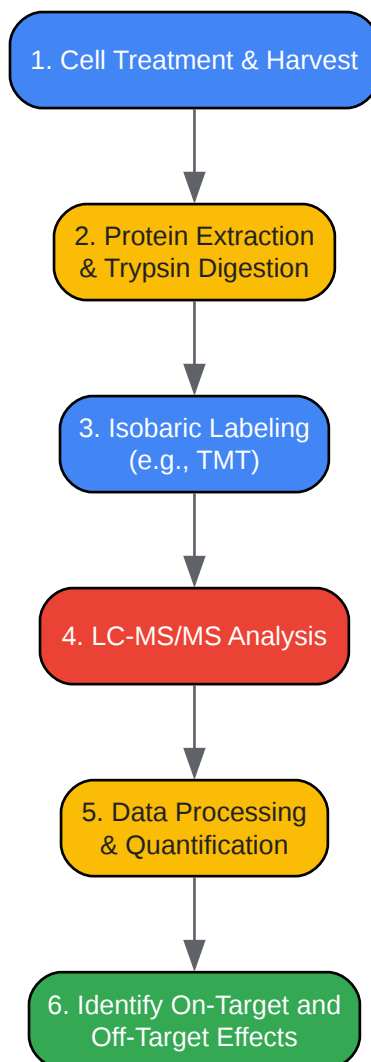 1. Cell Treatment & Harvest
2. Protein Extraction
& Trypsin Digestion
3. Isobaric Labeling
(e.g., TMT)
4. LC-MS/MS Analysis
5. Data Processing
& Quantification
6. Identify On-Target and
Off-Target Effects